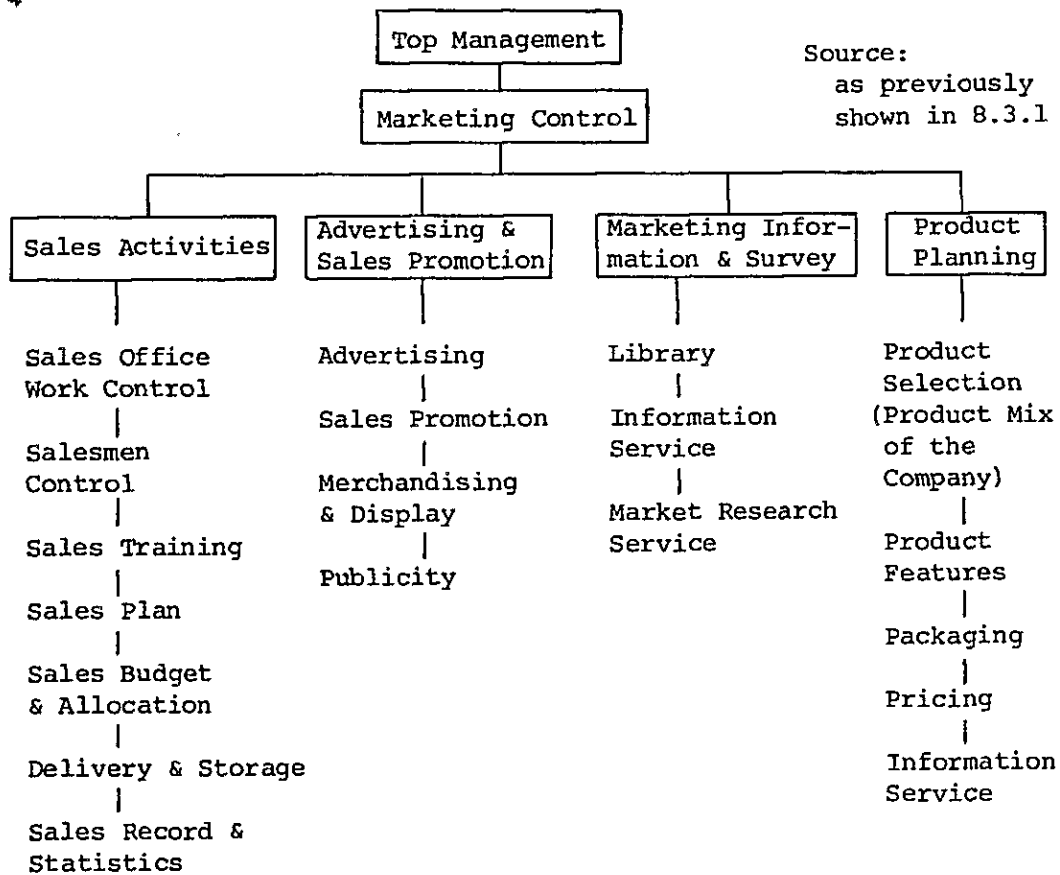 Top Management
Source:
as previously
shown in 8.3.1
Marketing Control
Sales Activities
Advertising &
Sales Promotion
Marketing Infor-
mation & Survey
Product
Planning
Sales Office
Work Control
Salesmen
Control
Sales Training
Sales Plan
Sales Budget
& Allocation
Delivery & Storage
Sales Record &
Statistics
Advertising
Sales Promotion
Merchandising
& Display
Publicity
Library
Information
Service
Market Research
Service
Product
Selection
(Product Mix
of the
Company)
Product
Features
Packaging
Pricing
Information
Service